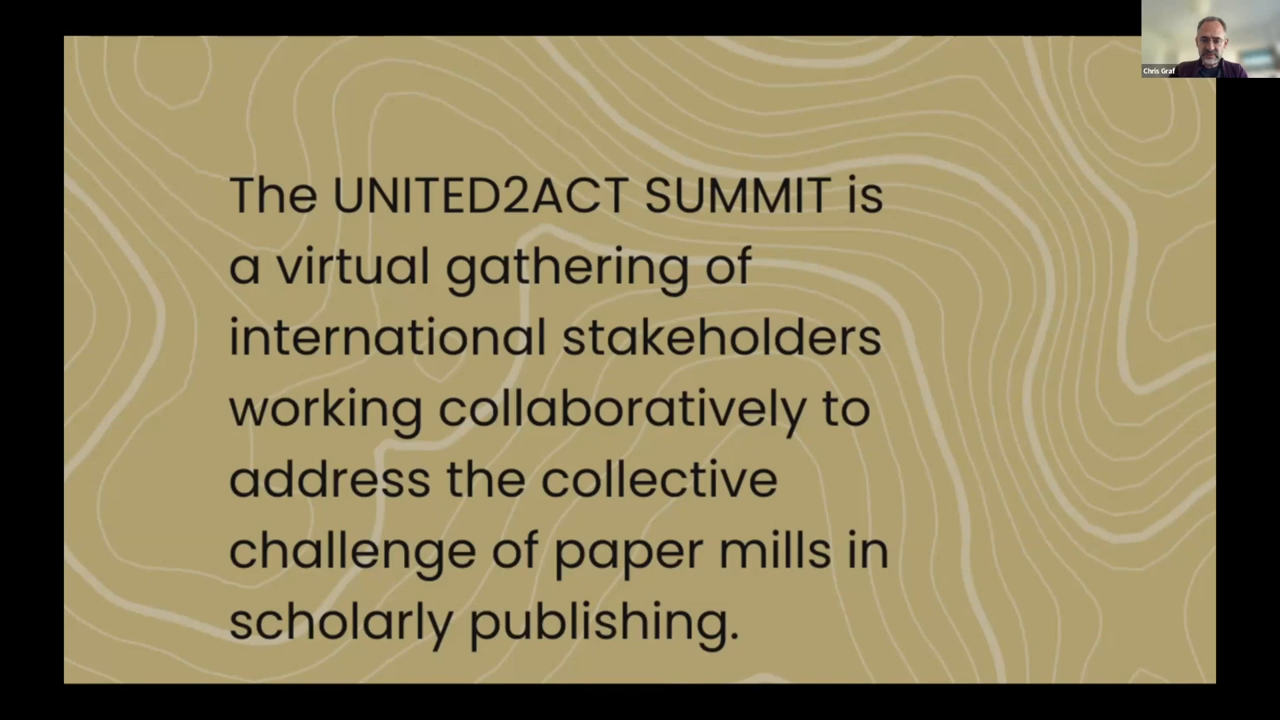 The UNITED2ACT SUMMIT is
a virtual gathering of
international stakeholders
working collaboratively to
address the collective
challenge of paper mills in
scholarly publishing.
Chris Graf